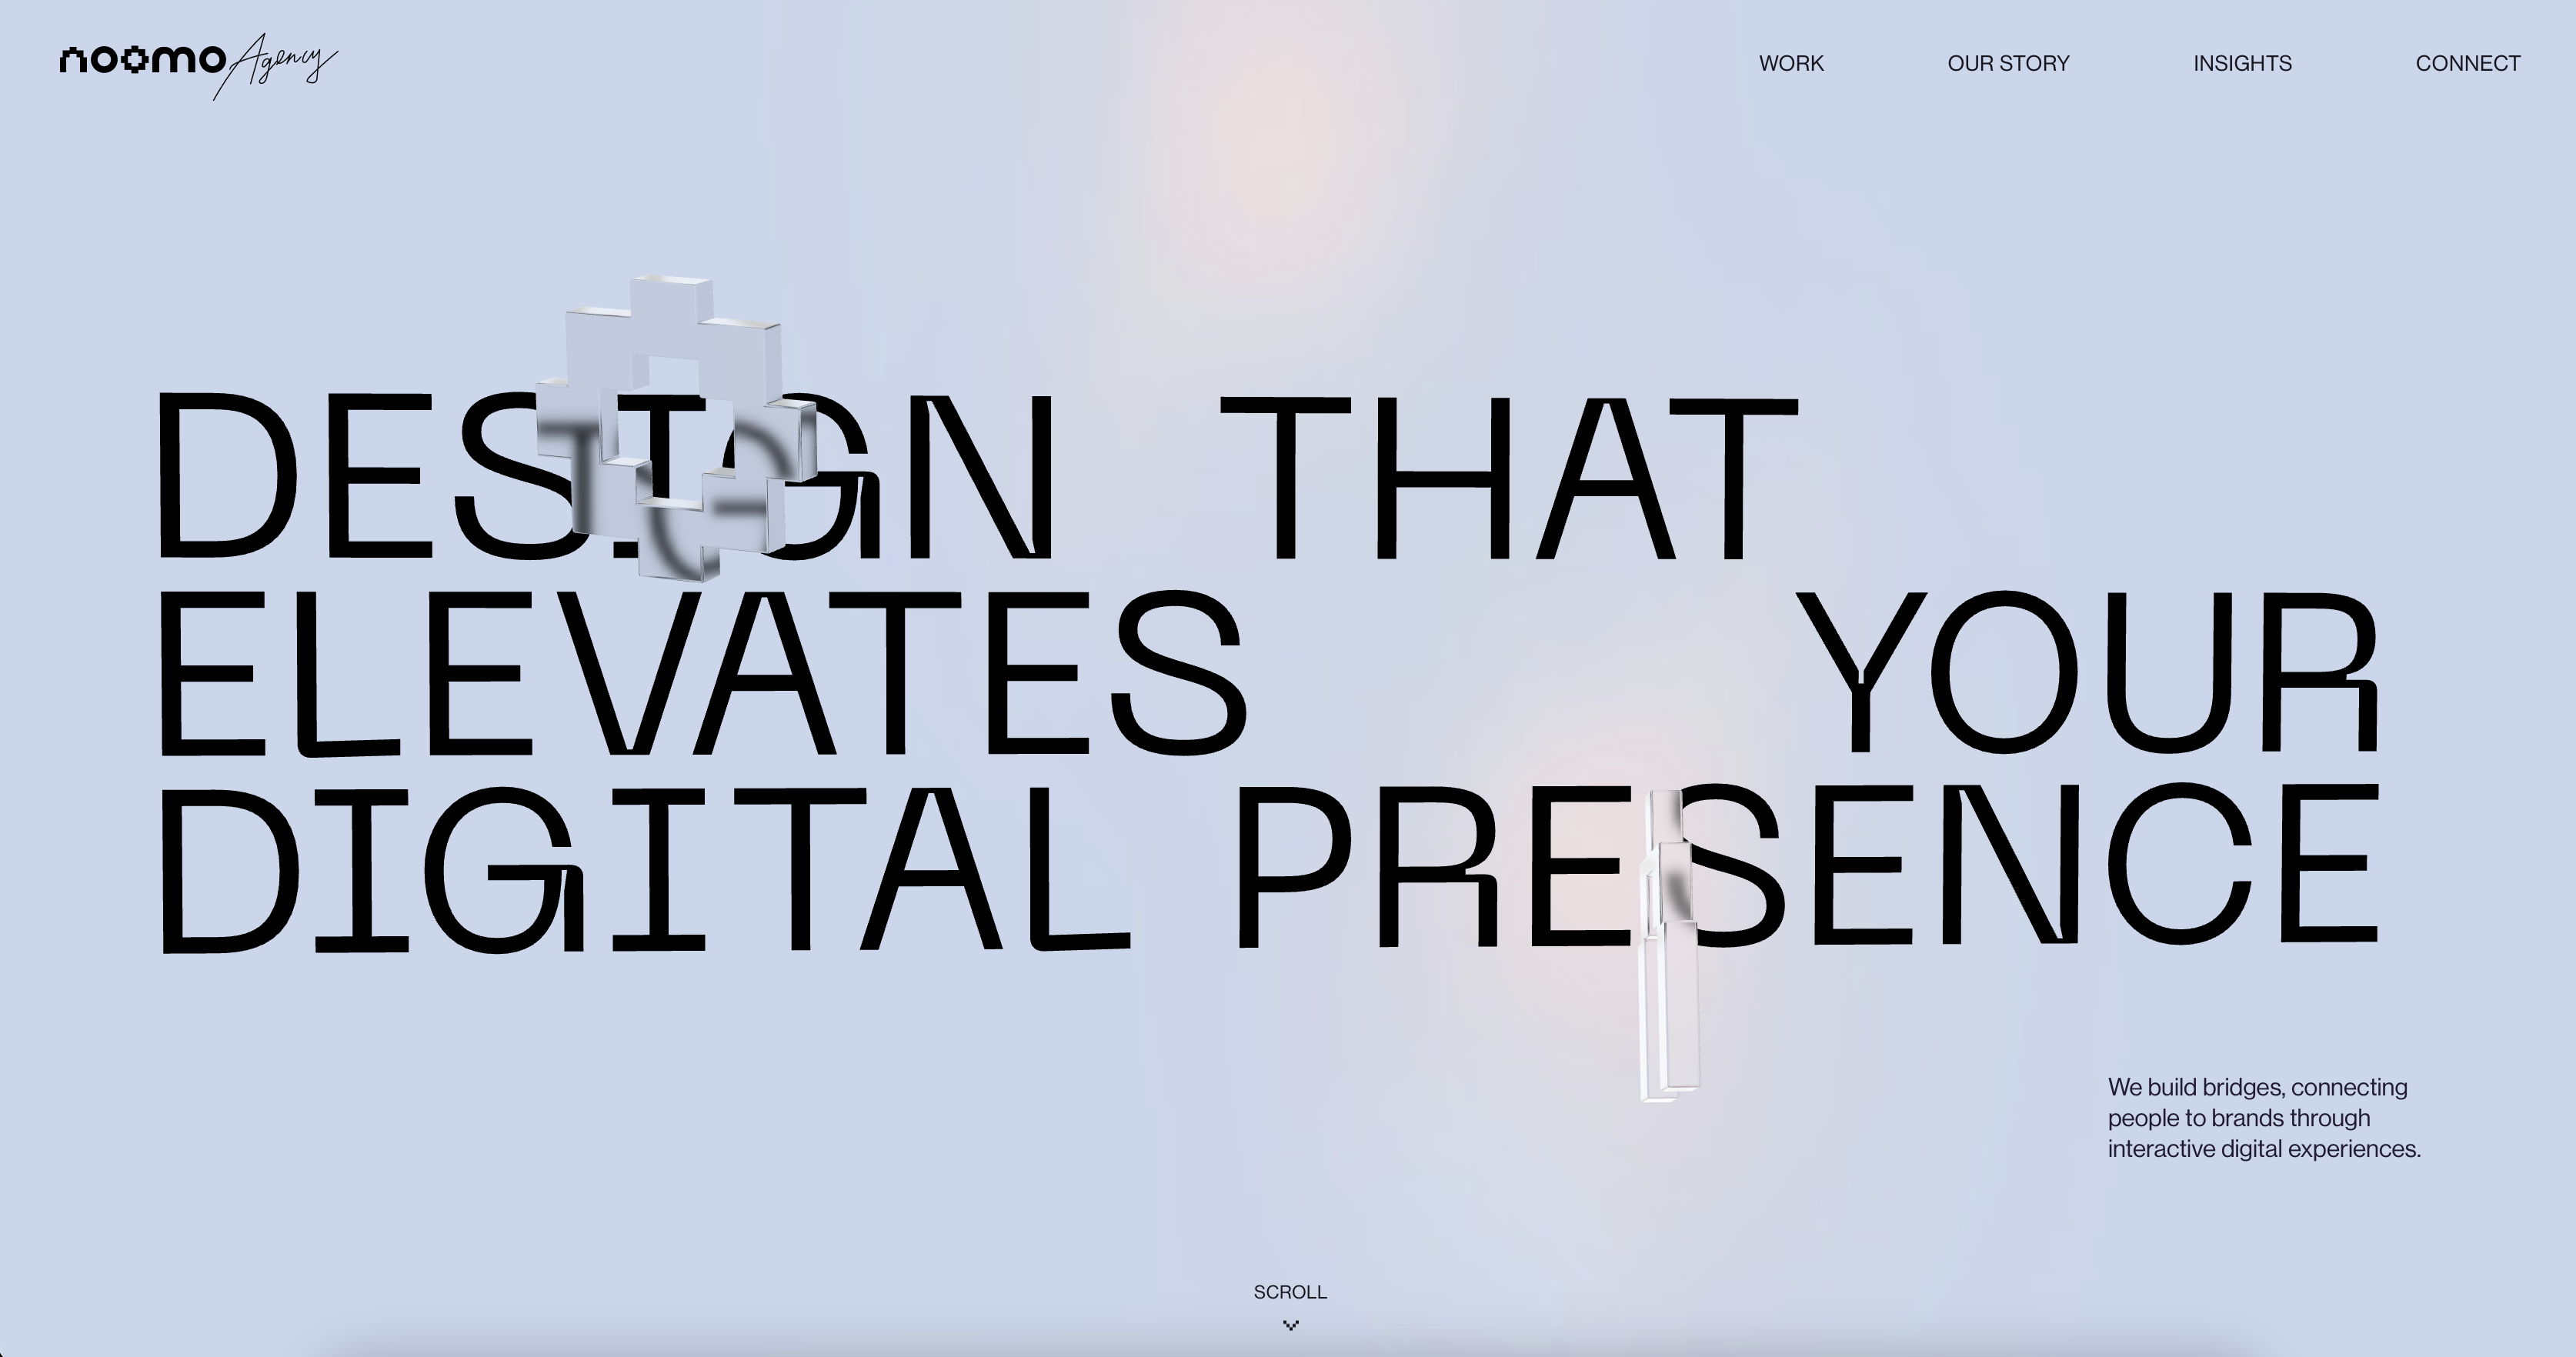 noomo Agency
WORK
OUR STORY
INSIGHTS
CONNECT
DESIGN THAT
ELEVATES YOUR
DIGITAL PRESENCE
We build bridges, connecting
people to brands through
interactive digital experiences.
SCROLL